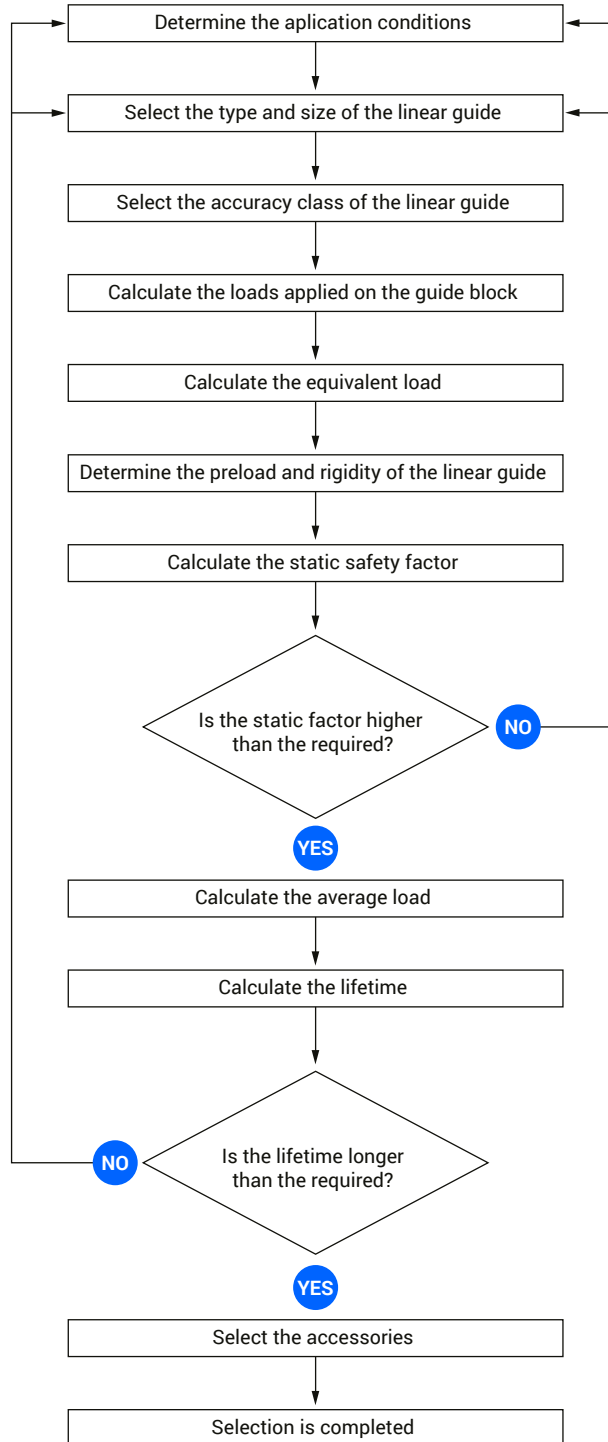 Determine the aplication conditions
Select the type and size of the linear guide
Select the accuracy class of the linear guide
Calculate the loads applied on the guide block
Calculate the equivalent load
Determine the preload and rigidity of the linear guide
Calculate the static safety factor
Is the static factor higher
than the required?
NO
YES
Calculate the average load
Calculate the lifetime
NO
Is the lifetime longer
than the required?
YES
Select the accessories
Selection is completed